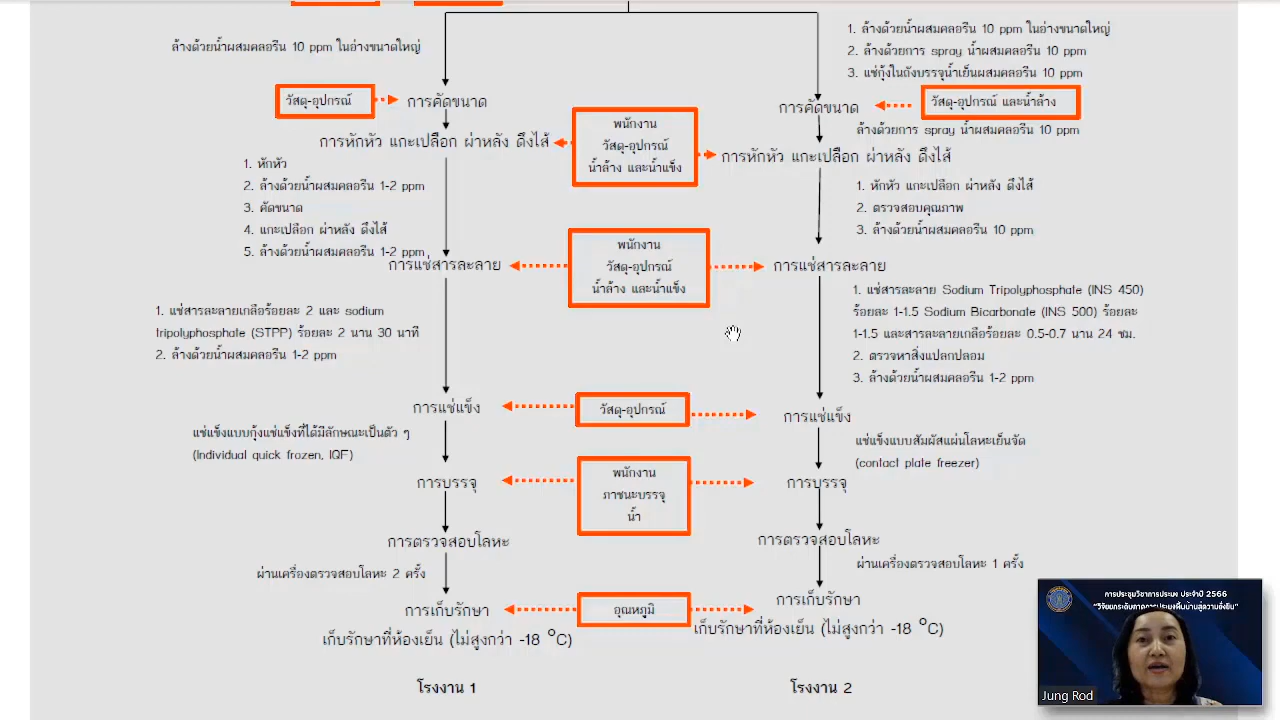 ล้างด้วยน้ำผสมคลอรีน 10 ppm ในอ่างขนาดใหญ่
วัสดุ-อุปกรณ์
การคัดขนาด
การหักหัว แกะเปลือก ผ่าหลัง ดึงไส้
1. หักหัว
2. ล้างด้วยน้ำผสมคลอรีน 1-2 ppm
3. คัดขนาด
4. แกะเปลือก ผ่าหลัง ดึงไส้
5. ล้างด้วยน้ำผสมคลอรีน 1-2 ppm
การแช่สารละลาย
1. แช่สารละลายเกลือร้อยละ 2 และ sodium
tripolyphosphate (STPP) ร้อยละ 2 นาน 30 นาที
2. ล้างด้วยน้ำผสมคลอรีน 1-2 ppm
การแช่แข็ง
แช่แข็งแบบกุ้งแช่แข็งที่ได้มีลักษณะเป็นตัว ๆ
(Individual quick frozen, IQF)
การบรรจุ
การตรวจสอบโลหะ
ผ่านเครื่องตรวจสอบโลหะ 2 ครั้ง
การเก็บรักษา
เก็บรักษาที่ห้องเย็น (ไม่สูงกว่า -18 °C)
โรงงาน 1
พนักงาน
วัสดุ-อุปกรณ์
น้ำล้าง และน้ำแข็ง
พนักงาน
วัสดุ-อุปกรณ์
น้ำล้าง และน้ำแข็ง
วัสดุ-อุปกรณ์
พนักงาน
ภาชนะบรรจุ
น้ำ
อุณหภูมิ
1. ล้างด้วยน้ำผสมคลอรีน 10 ppm ในอ่างขนาดใหญ่
2. ล้างด้วยการ spray น้ำผสมคลอรีน 10 ppm
3. แช่กุ้งในถังบรรจุน้ำเย็นผสมคลอรีน 10 ppm
การคัดขนาด
วัสดุ-อุปกรณ์ และน้ำล้าง
ล้างด้วยการ spray น้ำผสมคลอรีน 10 ppm
การหักหัว แกะเปลือก ผ่าหลัง ดึงไส้
1. หักหัว แกะเปลือก ผ่าหลัง ดึงไส้
2. ตรวจสอบคุณภาพ
3. ล้างด้วยน้ำผสมคลอรีน 10 ppm
การแช่สารละลาย
1. แช่สารละลาย Sodium Tripolyphosphate (INS 450)
ร้อยละ 1-1.5 Sodium Bicarbonate (INS 500) ร้อยละ
1-1.5 และสารละลายเกลือร้อยละ 0.5-0.7 นาน 24 ชม.
2. ตรวจหาสิ่งแปลกปลอม
3. ล้างด้วยน้ำผสมคลอรีน 1-2 ppm
การแช่แข็ง
แช่แข็งแบบสัมผัสแผ่นโลหะเย็นจัด
(contact plate freezer)
การบรรจุ
การตรวจสอบโลหะ
ผ่านเครื่องตรวจสอบโลหะ 1 ครั้ง
การเก็บรักษา
เก็บรักษาที่ห้องเย็น (ไม่สูงกว่า -18 °C)
โรงงาน 2
การประชุมวิชาการประมง ประจำปี 2566
"วิจัยยกระดับภาคการประมงพื้นบ้านสู่ความยั่งยืน"
Jung Rod